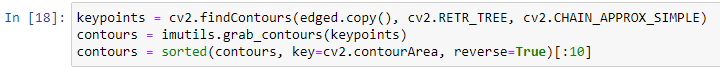 In [18]: keypoints = cv2.findContours(edged.copy(), cv2.RETR_TREE, cv2.CHAIN_APPROX_SIMPLE)
contours = imutils.grab_contours(keypoints)
contours = sorted(contours, key=cv2.contourArea, reverse=True)[:10]